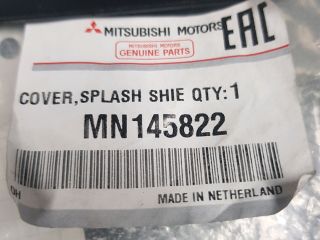 MITSUBISHI MOTORS
MITSUBISHI MOTORS
GENUINE PARTS
EAC
COVER,SPLASH SHIE QTY:1
MN145822
MADE IN NETHERLAND